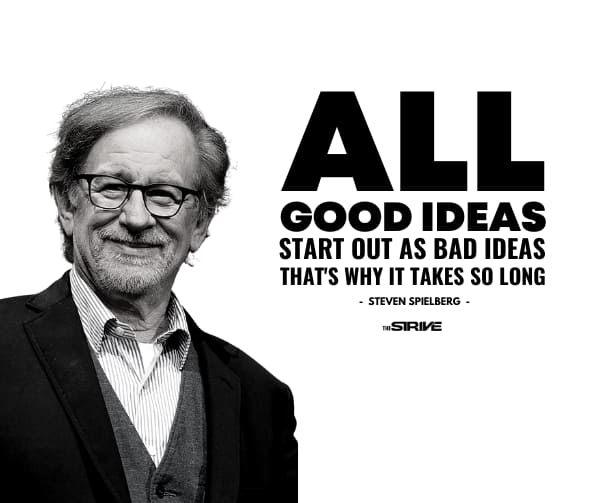 ALL
GOOD IDEAS
START OUT AS BAD IDEAS
THAT'S WHY IT TAKES SO LONG
- STEVEN SPIELBERG -
THE STRIVE